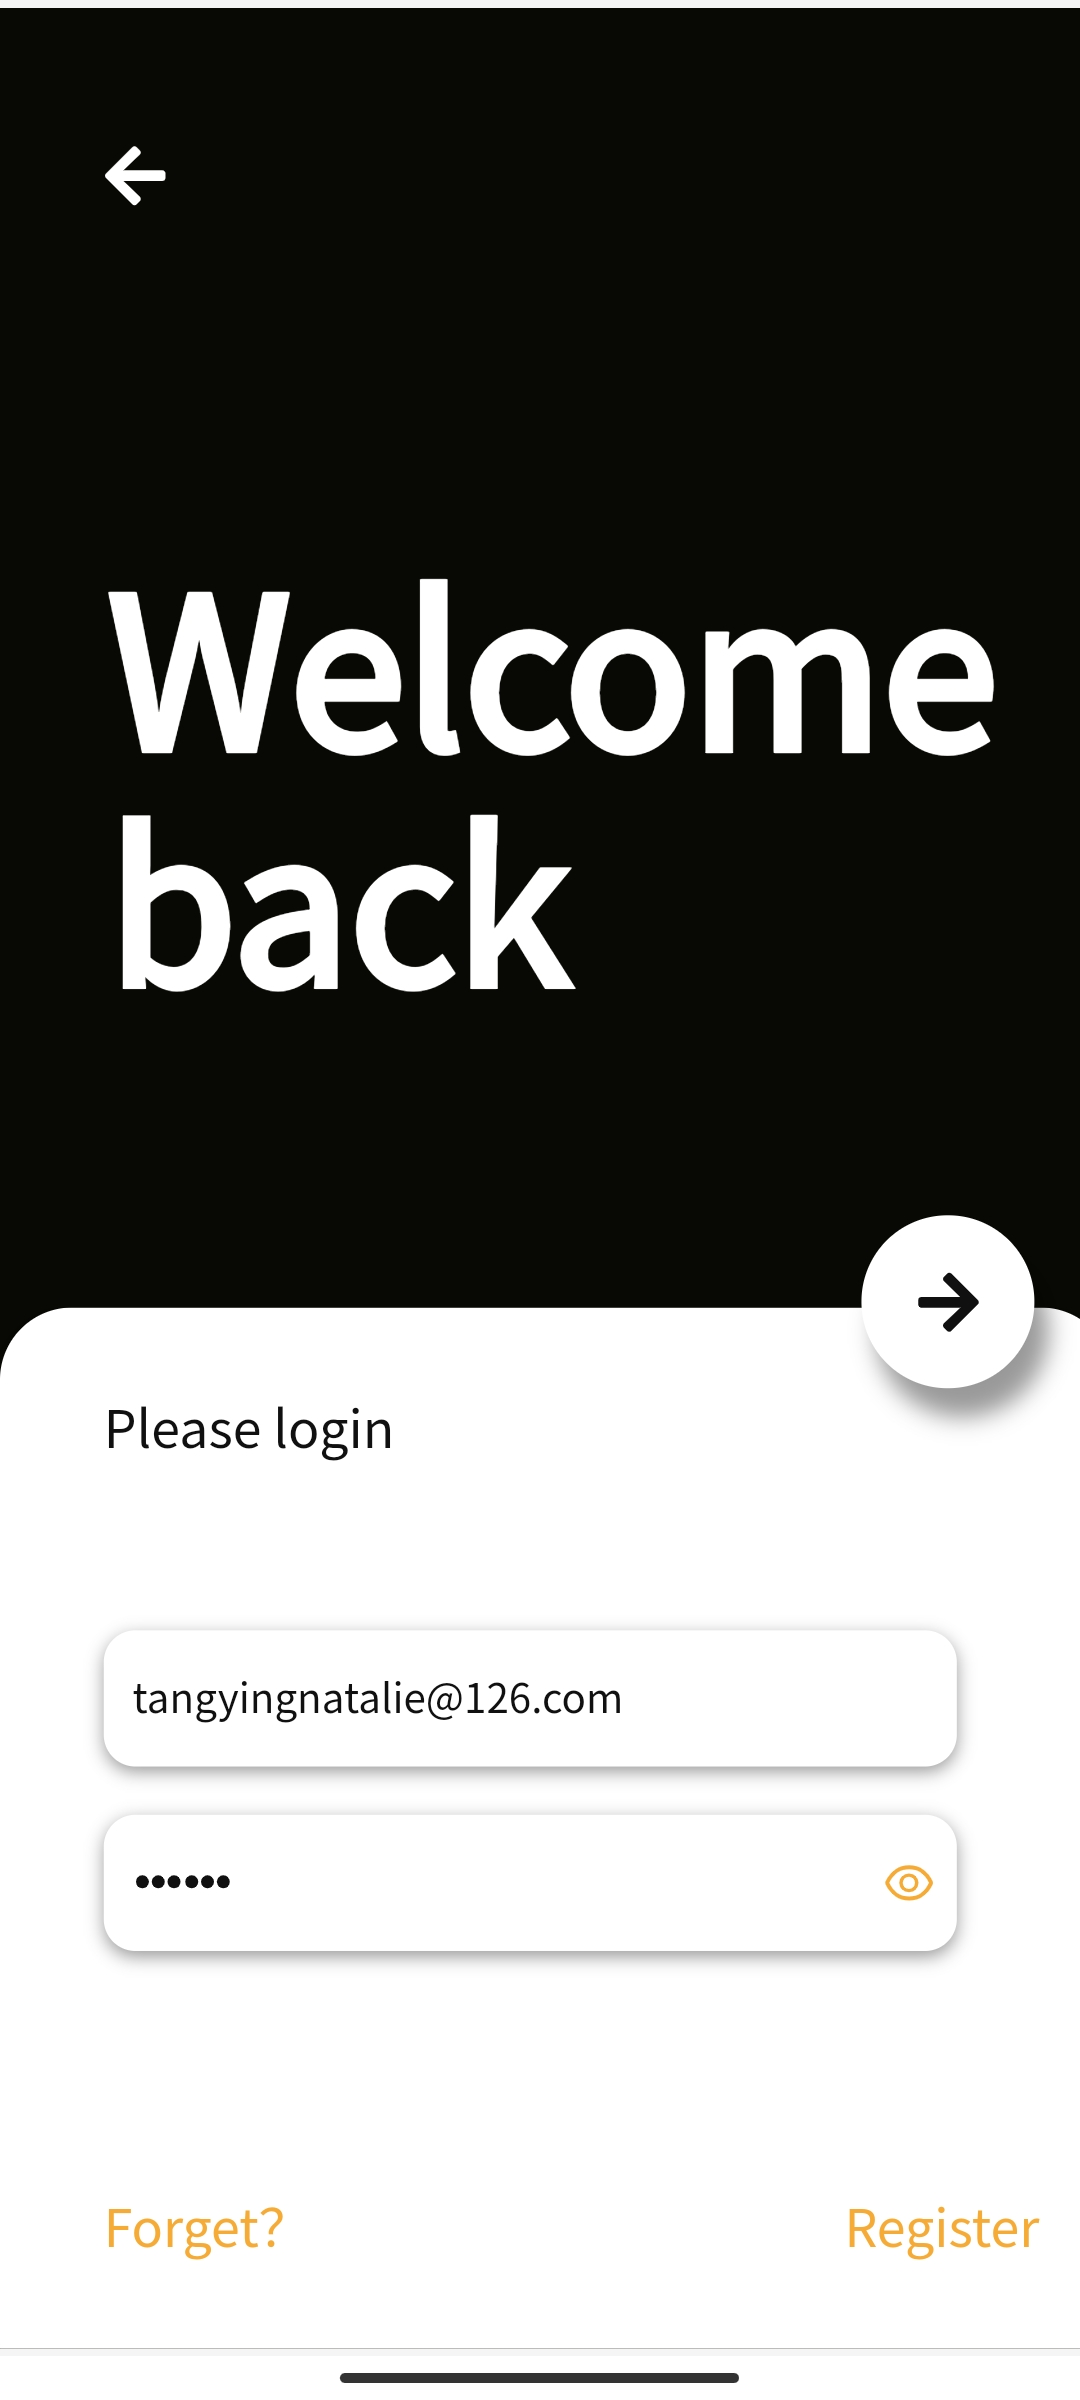 Welcome
back
Please login
tangyingnatalie@126.com
••••••
Forget?
Register